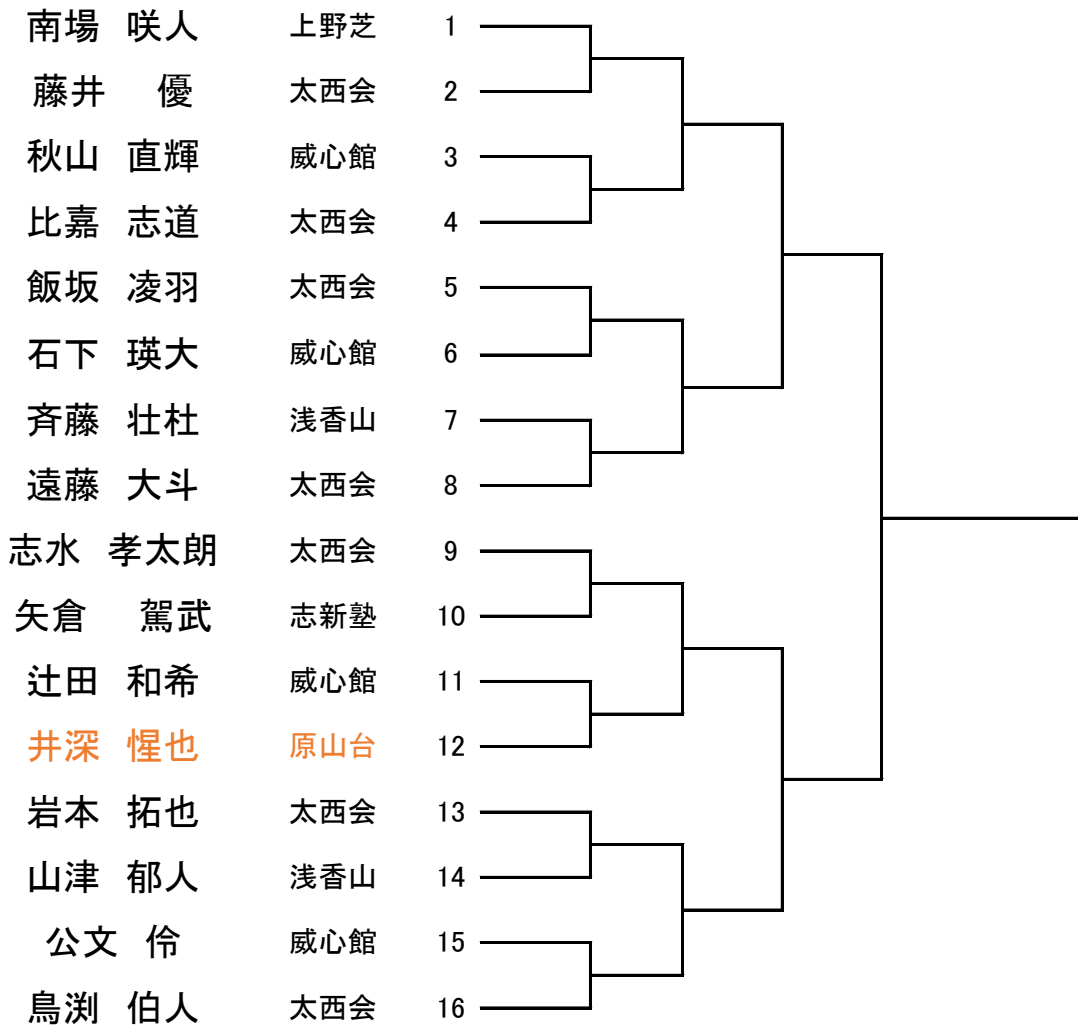 南場 咲人 上野芝 1
藤井 優 太西会 2
秋山 直輝 威心館 3
比嘉 志道 太西会 4
飯坂 凌羽 太西会 5
石下 瑛大 威心館 6
斉藤 壮杜 浅香山 7
遠藤 大斗 太西会 8
志水 孝太朗 太西会 9
矢倉 駕武 志新塾 10
辻田 和希 威心館 11
井深 惺也 原山台 12
岩本 拓也 太西会 13
山津 郁人 浅香山 14
公文 伶 威心館 15
鳥渕 伯人 太西会 16